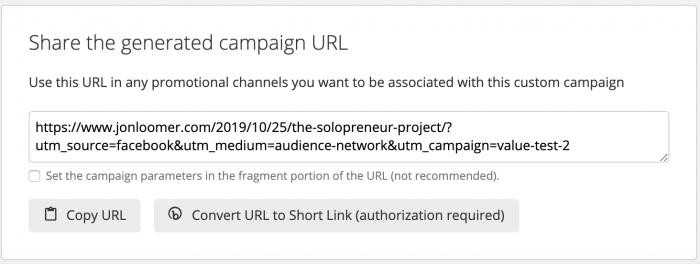 Share the generated campaign URL
Use this URL in any promotional channels you want to be associated with this custom campaign
https://www.jonloomer.com/2019/10/25/the-solopreneur-project/?
utm_source=facebook&utm_medium=audience-network&utm_campaign=value-test-2
Set the campaign parameters in the fragment portion of the URL (not recommended).
Copy URL
Convert URL to Short Link (authorization required)